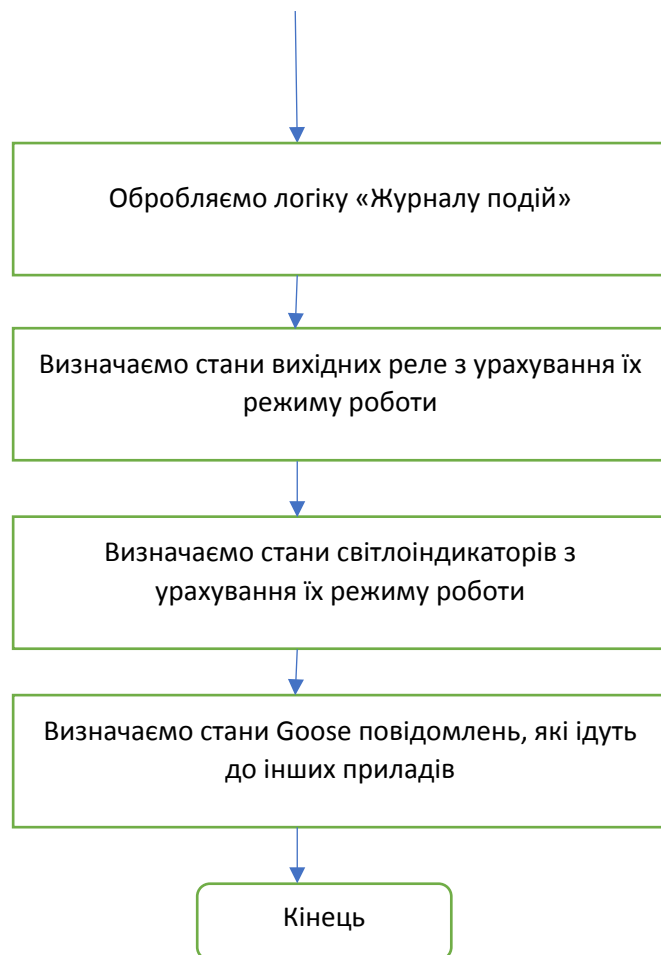 Обробляємо логіку «Журналу подій»
Визначаємо стани вихідних реле з урахування їх
режиму роботи
Визначаємо стани світлоіндикаторів з
урахування їх режиму роботи
Визначаємо стани Goose повідомлень, які ідуть
до інших приладів
Кінець